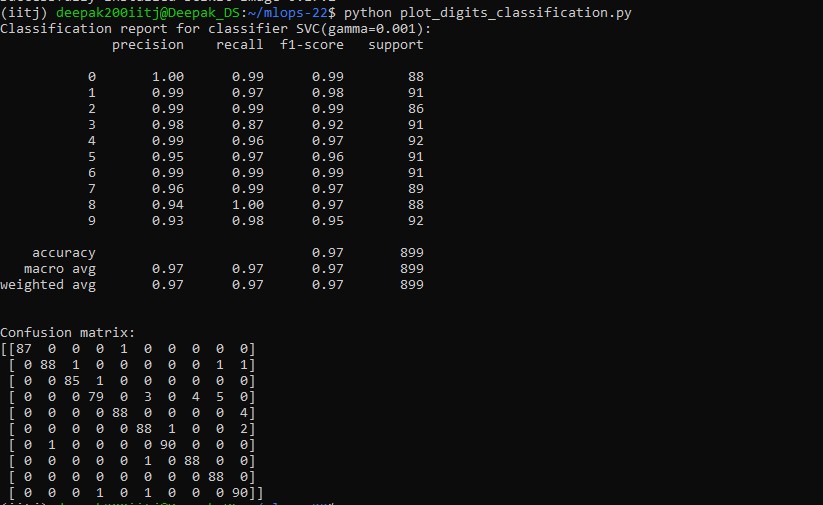 (iitj) deepak200iitj@Deepak_DS:~/mlops-22$ python plot_digits_classification.py
Classification report for classifier SVC(gamma=0.001):
              precision    recall  f1-score   support

           0       1.00      0.99      0.99        88
           1       0.99      0.97      0.98        91
           2       0.99      0.99      0.99        86
           3       0.98      0.87      0.92        91
           4       0.99      0.96      0.97        92
           5       0.95      0.97      0.96        91
           6       0.99      0.99      0.99        91
           7       0.96      0.99      0.97        89
           8       0.94      1.00      0.97        88
           9       0.93      0.98      0.95        92

    accuracy                           0.97       899
   macro avg       0.97      0.97      0.97       899
weighted avg       0.97      0.97      0.97       899

Confusion matrix:
[[87  0  0  0  1  0  0  0  0  0]
 [ 0 88  1  0  0  0  0  0  1  1]
 [ 0  0 85  1  0  0  0  0  0  0]
 [ 0  0  0 79  0  3  0  4  5  0]
 [ 0  0  0  0 88  0  0  0  0  4]
 [ 0  0  0  0  0 88  1  0  0  2]
 [ 0  1  0  0  0  0 90  0  0  0]
 [ 0  0  0  0  0  1  0 88  0  0]
 [ 0  0  0  0  0  0  0  0 88  0]
 [ 0  0  0  1  0  1  0  0  0 90]]